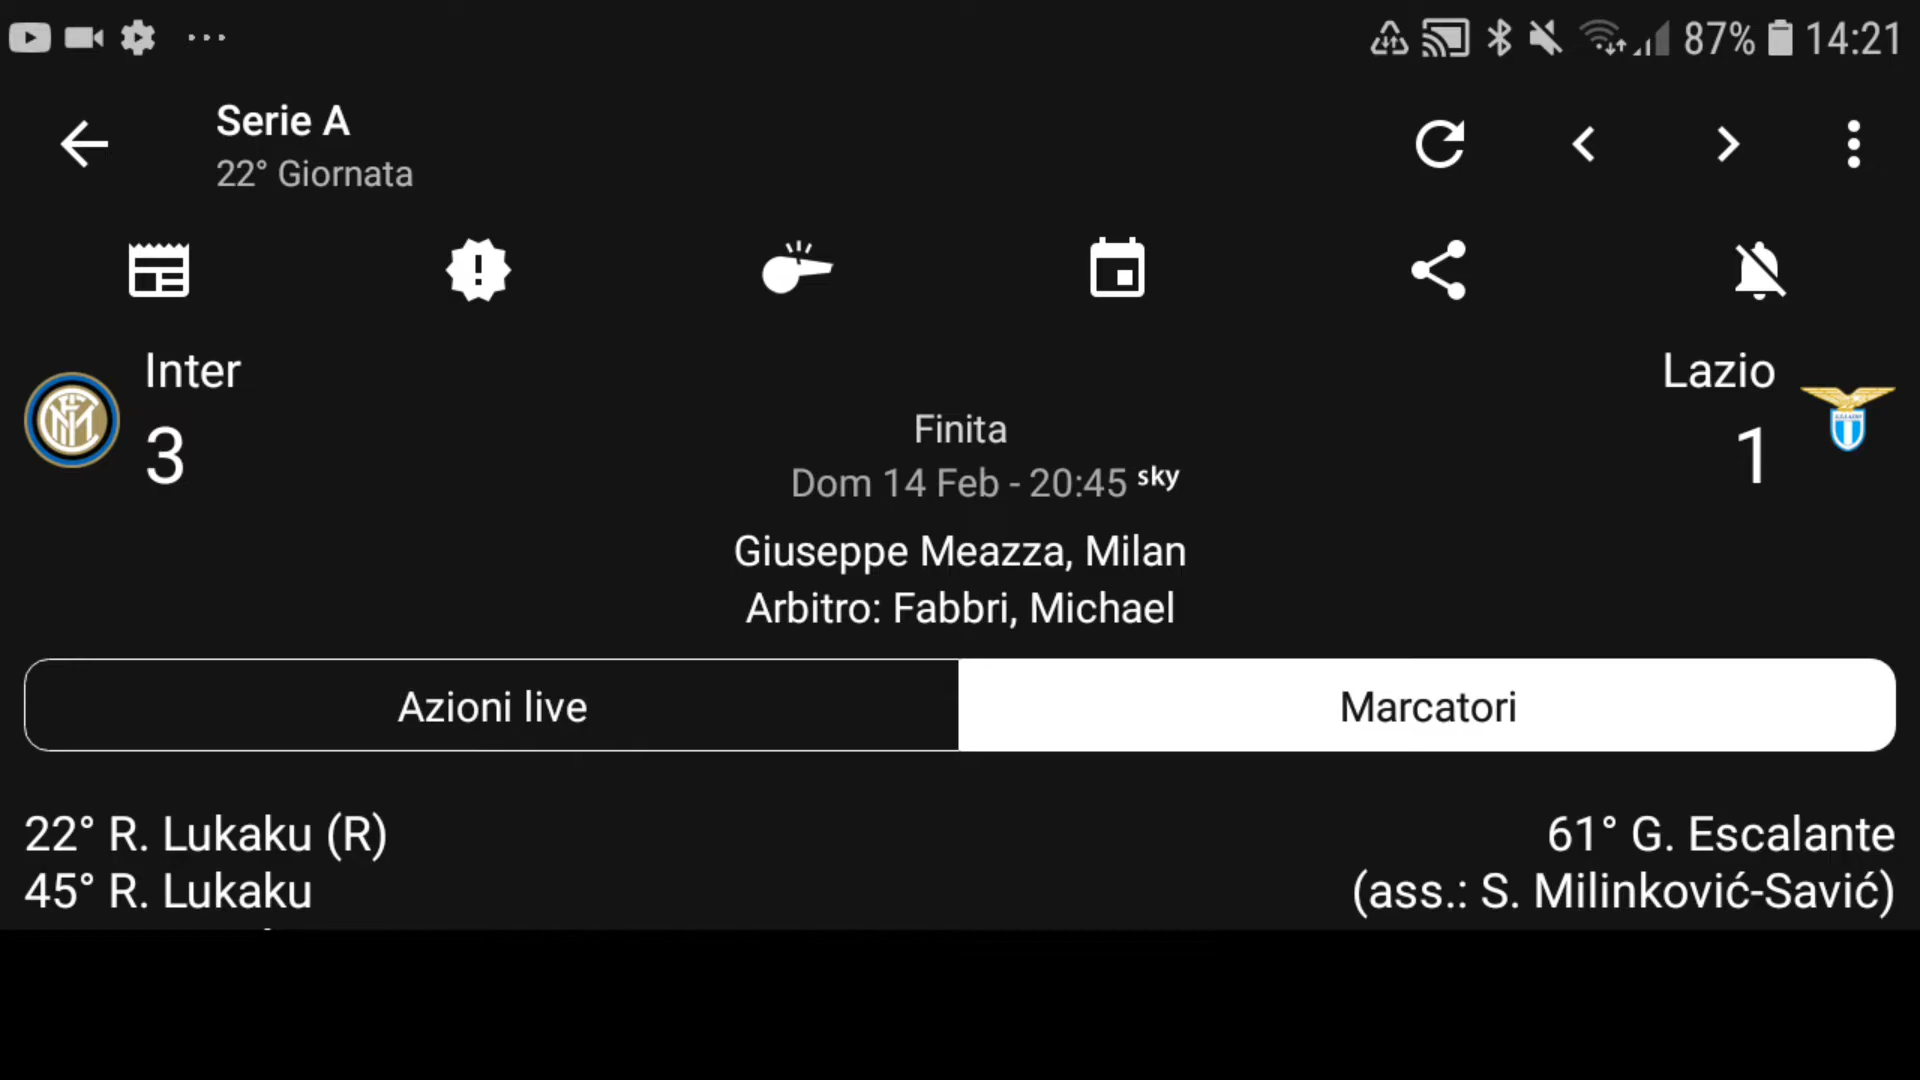 87% 14:21
Serie A
22° Giornata
Inter
Lazio
3
1
Finita
Dom 14 Feb - 20:45 sky
Giuseppe Meazza, Milan
Arbitro: Fabbri, Michael
Azioni live
Marcatori
22° R. Lukaku (R)
61° G. Escalante
45° R. Lukaku
(ass.: S. Milinković-Savić)